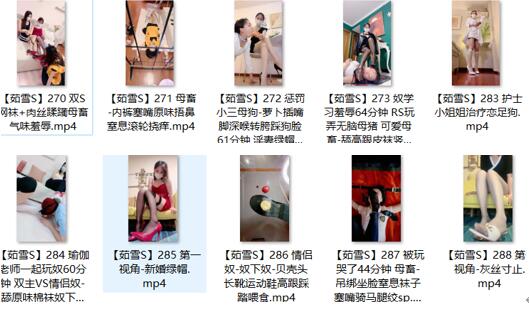 【茹雪S】270 双S
网袜+肉丝蹂躏母畜
气味羞辱.mp4
【茹雪S】271 母畜
-内裤塞嘴原味捂鼻
窒息滚轮挠痒.mp4
【茹雪S】272 惩罚
小三母狗-萝卜插嘴
脚深喉转胯踩狗脸
61分钟 淫妻绿帽...
【茹雪S】273 奴学
习羞辱64分钟 RS玩
弄无脑母猪 可爱母
畜-舔高跟皮袜竖...
【茹雪S】283 护士
小姐姐治疗恋足狗.
mp4
【茹雪S】284 瑜伽
老师一起玩奴60分
钟 双主VS情侣奴-
舔原味棉袜奴下...
【茹雪S】285 第一
视角-新婚绿帽.
mp4
【茹雪S】286 情侣
奴-奴下奴-贝壳头
长靴运动鞋高跟踩
踏喂食.mp4
【茹雪S】287 被玩
哭了44分钟 母畜-
吊绑坐脸窒息袜子
塞嘴骑马腿纹sp....
【茹雪S】288 第
一视角-灰丝寸止.
mp4